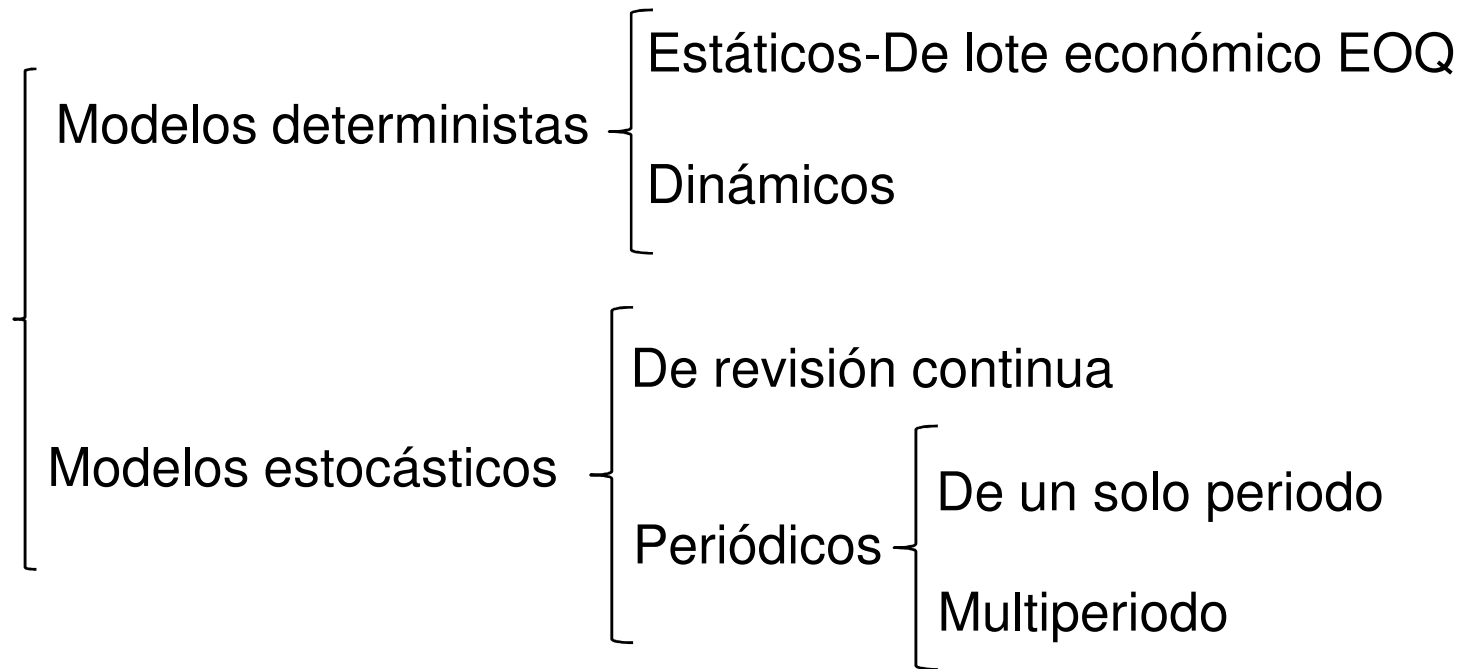 Modelos deterministas
Estáticos-De lote económico EOQ
Dinámicos
Modelos estocásticos
De revisión continua
Periódicos
De un solo periodo
Multiperiodo